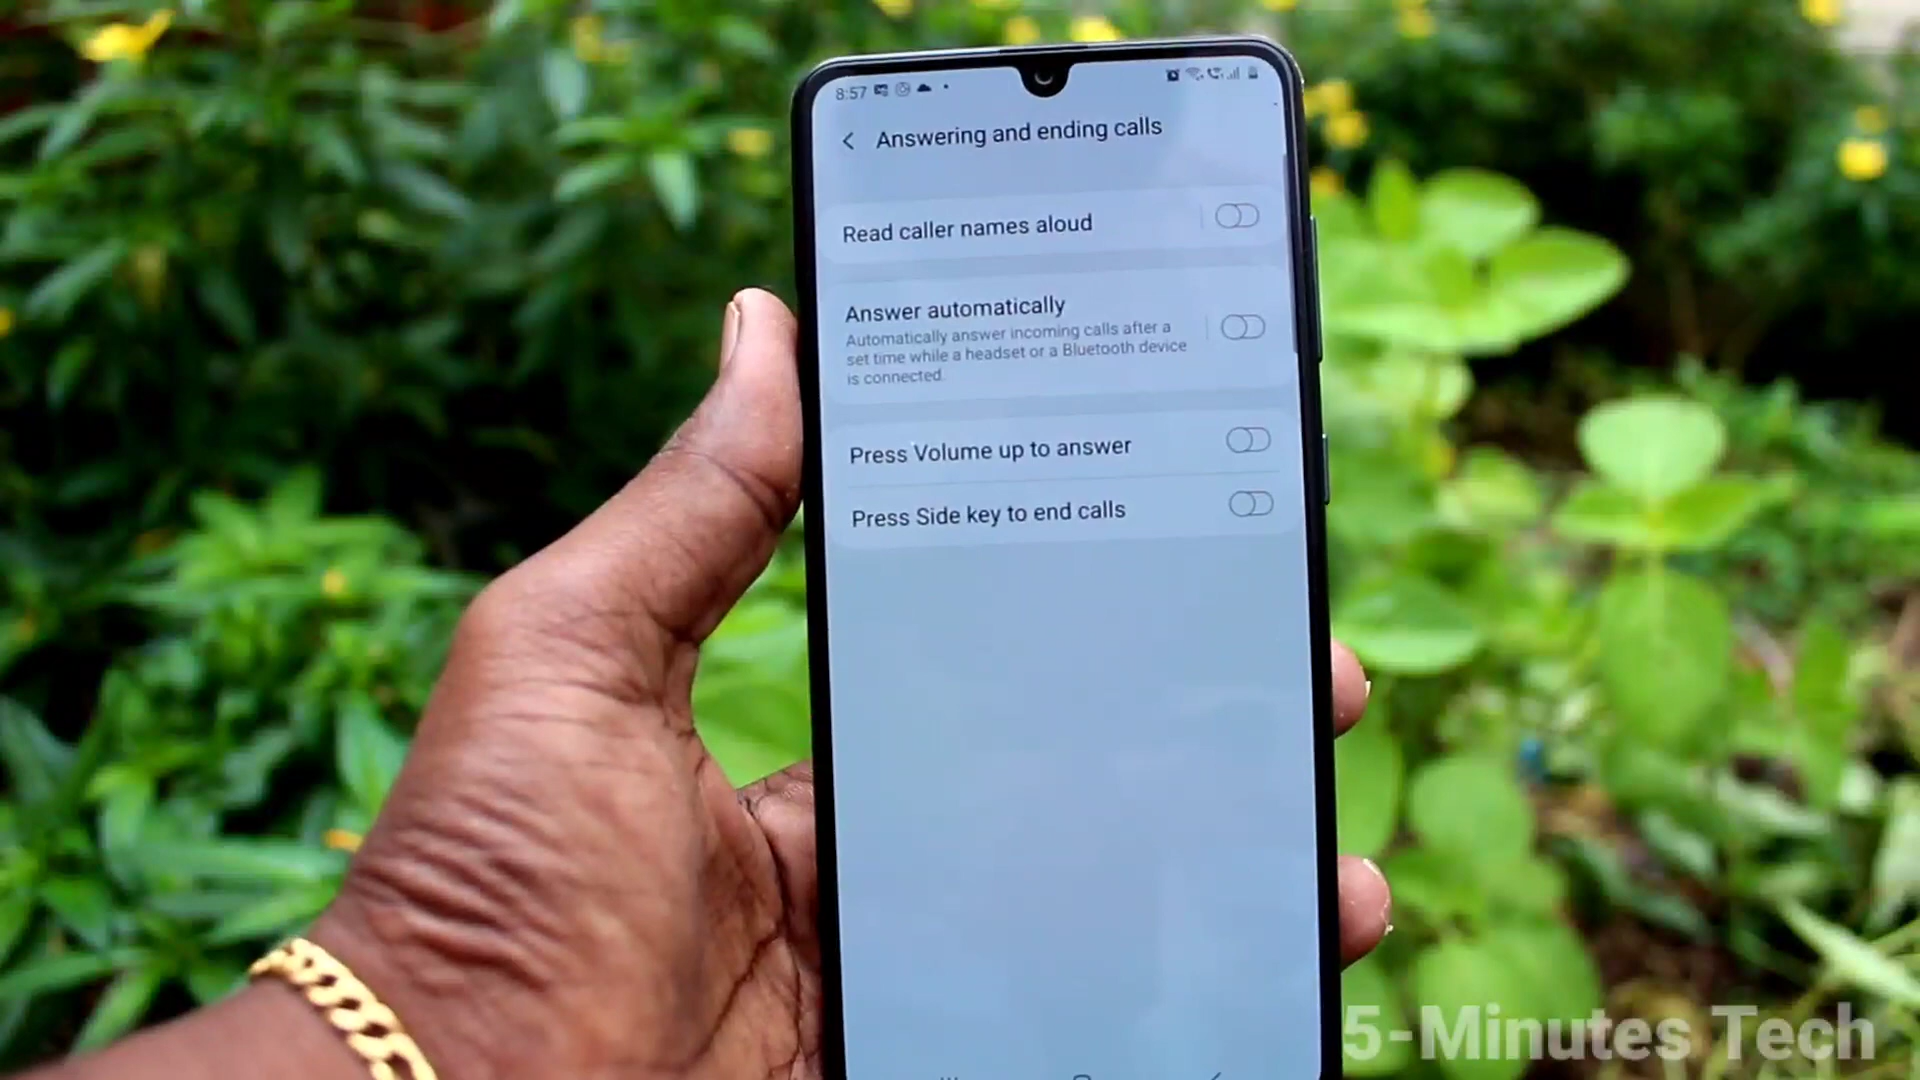 8:57
Answering and ending calls
Read caller names aloud
Answer automatically
Automatically answer incoming calls after a
set time while a headset or a Bluetooth device
is connected.
Press Volume up to answer
Press Side key to end calls
5-Minutes Tech